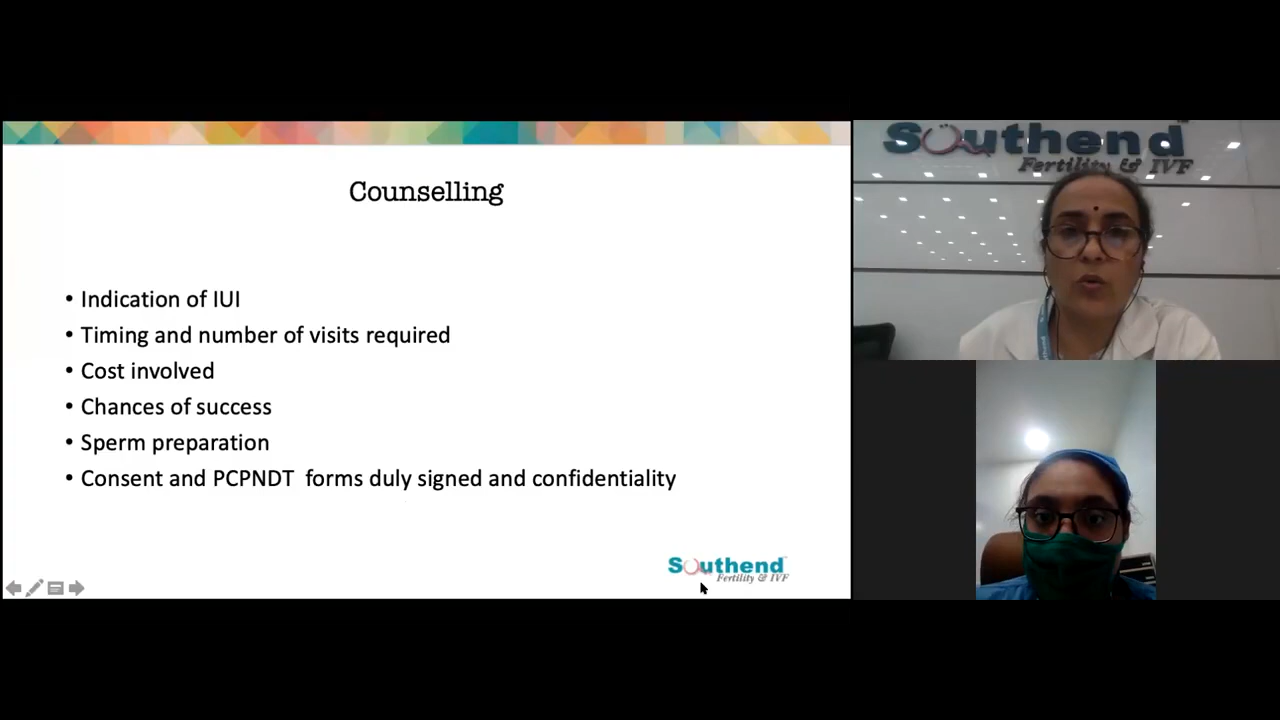 Counselling
• Indication of IUI
• Timing and number of visits required
• Cost involved
• Chances of success
• Sperm preparation
• Consent and PCPNDT forms duly signed and confidentiality
Southend
Fertility & IVF
Southend
Fertility & IVF